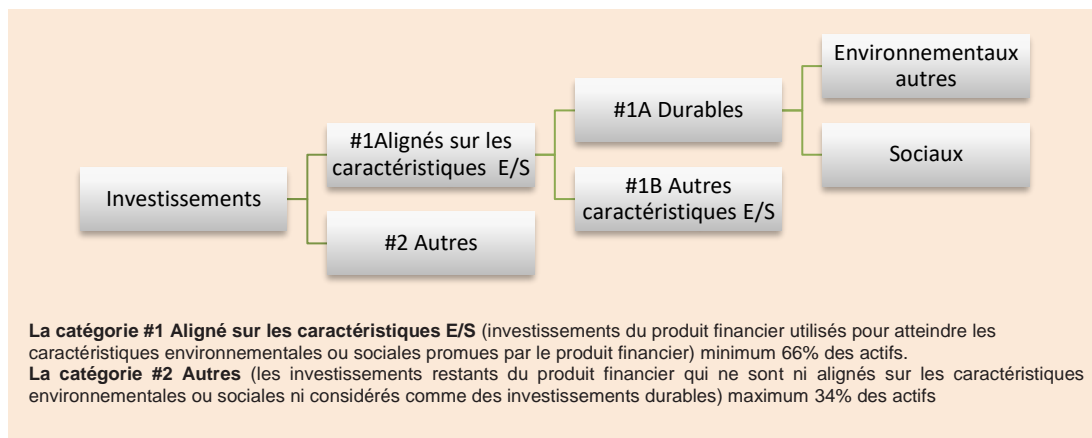 Environnementaux
autres
#1A Durables
#1Alignés sur les
caractéristiques E/S
Sociaux
Investissements
#1B Autres
caractéristiques E/S
#2 Autres
La catégorie #1 Aligné sur les caractéristiques E/S (investissements du produit financier utilisés pour atteindre les
caractéristiques environnementales ou sociales promues par le produit financier) minimum 66% des actifs.
La catégorie #2 Autres (les investissements restants du produit financier qui ne sont ni alignés sur les caractéristiques
environnementales ou sociales ni considérés comme des investissements durables) maximum 34% des actifs